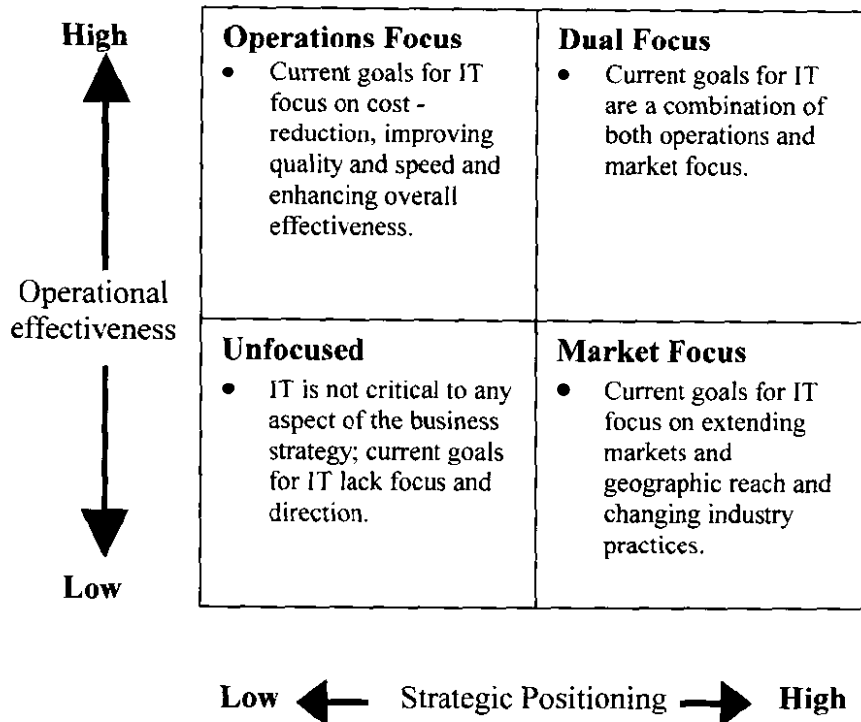 High
Operational
effectiveness
Low
Operations Focus
• Current goals for IT
focus on cost -
reduction, improving
quality and speed and
enhancing overall
effectiveness.
Dual Focus
• Current goals for IT
are a combination of
both operations and
market focus.
Unfocused
• IT is not critical to any
aspect of the business
strategy; current goals
for IT lack focus and
direction.
Market Focus
• Current goals for IT
focus on extending
markets and
geographic reach and
changing industry
practices.
Low Strategic Positioning High